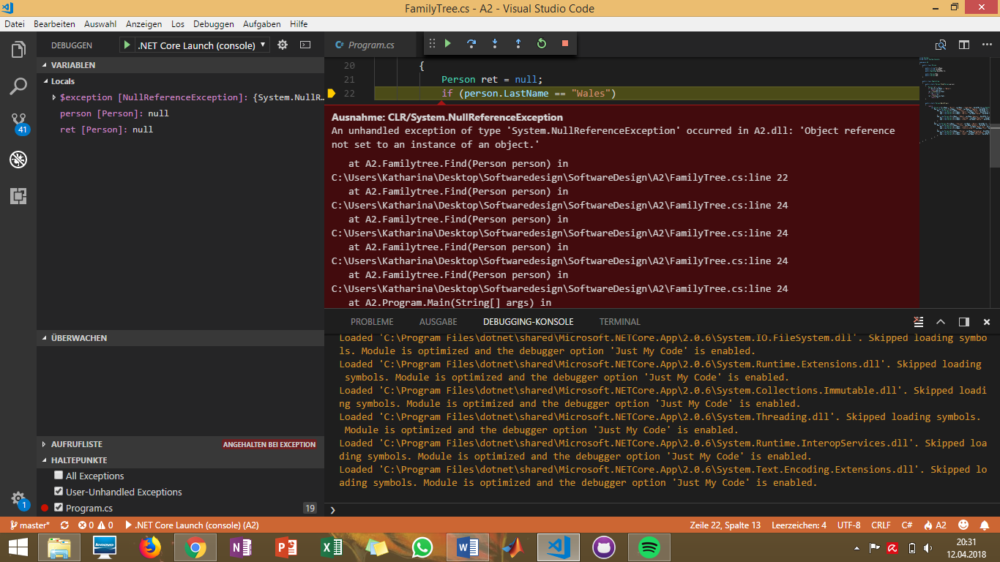 FamilyTree.cs - A2 - Visual Studio Code
Datei Bearbeiten Auswahl Anzeigen Los Debuggen Aufgaben Hilfe
DEBUGGEN .NET Core Launch (console)
VARIABLEN
Locals
$exception [NullReferenceException]: {System.NullR…
person [Person]: null
ret [Person]: null
ÜBERWACHEN
AUFRUFLISTE ANGEHALTEN BEI EXCEPTION
HALTEPUNKTE
All Exceptions
User-Unhandled Exceptions
Program.cs 19
41
1
C# Program.cs
20 {
21 Person ret = null;
22 if (person.LastName == "Wales")
Ausnahme: CLR/System.NullReferenceException
An unhandled exception of type 'System.NullReferenceException' occurred in A2.dll: 'Object reference
not set to an instance of an object.'
at A2.Familytree.Find(Person person) in
C:\Users\Katharina\Desktop\Softwaredesign\SoftwareDesign\A2\FamilyTree.cs:line 22
at A2.Familytree.Find(Person person) in
C:\Users\Katharina\Desktop\Softwaredesign\SoftwareDesign\A2\FamilyTree.cs:line 24
at A2.Familytree.Find(Person person) in
C:\Users\Katharina\Desktop\Softwaredesign\SoftwareDesign\A2\FamilyTree.cs:line 24
at A2.Familytree.Find(Person person) in
C:\Users\Katharina\Desktop\Softwaredesign\SoftwareDesign\A2\FamilyTree.cs:line 24
at A2.Familytree.Find(Person person) in
C:\Users\Katharina\Desktop\Softwaredesign\SoftwareDesign\A2\FamilyTree.cs:line 24
at A2.Program.Main(String[] args) in
PROBLEME AUSGABE DEBUGGING-KONSOLE TERMINAL
Loaded 'C:\Program Files\dotnet\shared\Microsoft.NETCore.App\2.0.6\System.IO.FileSystem.dll'. Skipped loading symbo
ls. Module is optimized and the debugger option 'Just My Code' is enabled.
Loaded 'C:\Program Files\dotnet\shared\Microsoft.NETCore.App\2.0.6\System.Runtime.Extensions.dll'. Skipped loading
symbols. Module is optimized and the debugger option 'Just My Code' is enabled.
Loaded 'C:\Program Files\dotnet\shared\Microsoft.NETCore.App\2.0.6\System.Collections.Immutable.dll'. Skipped loadi
ng symbols. Module is optimized and the debugger option 'Just My Code' is enabled.
Loaded 'C:\Program Files\dotnet\shared\Microsoft.NETCore.App\2.0.6\System.Threading.dll'. Skipped loading symbols.
Module is optimized and the debugger option 'Just My Code' is enabled.
Loaded 'C:\Program Files\dotnet\shared\Microsoft.NETCore.App\2.0.6\System.Runtime.InteropServices.dll'. Skipped loa
ding symbols. Module is optimized and the debugger option 'Just My Code' is enabled.
Loaded 'C:\Program Files\dotnet\shared\Microsoft.NETCore.App\2.0.6\System.Text.Encoding.Extensions.dll'. Skipped lo
ading symbols. Module is optimized and the debugger option 'Just My Code' is enabled.
master* 0 0 .NET Core Launch (console) (A2) Zeile 22, Spalte 13 Leerzeichen: 4 UTF-8 CRLF C# A2
lenovo
20:31
12.04.2018